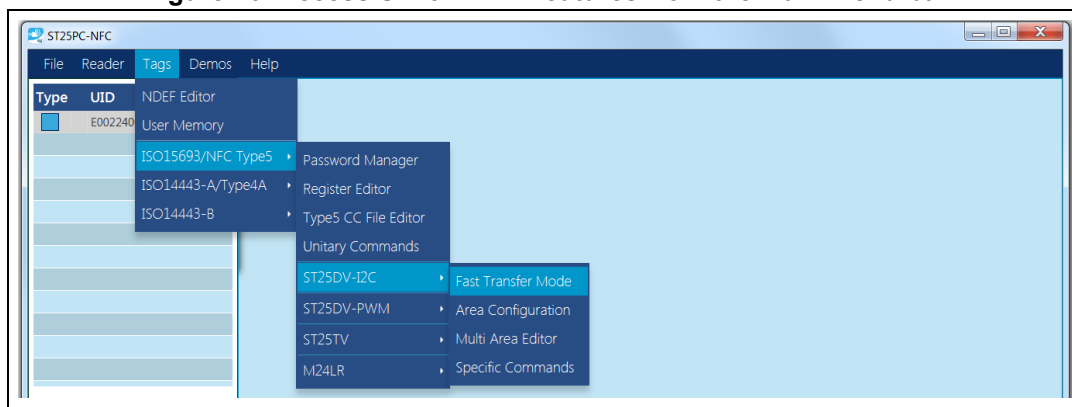 ST25PC-NFC
File Reader Tags Demos Help
Type UID
E002240
NDEF Editor
User Memory
ISO15693/NFC Type5
ISO14443-A/Type4A
ISO14443-B
Password Manager
Register Editor
Type5 CC File Editor
Unitary Commands
ST25DV-I2C
ST25DV-PWM
ST25TV
M24LR
Fast Transfer Mode
Area Configuration
Multi Area Editor
Specific Commands